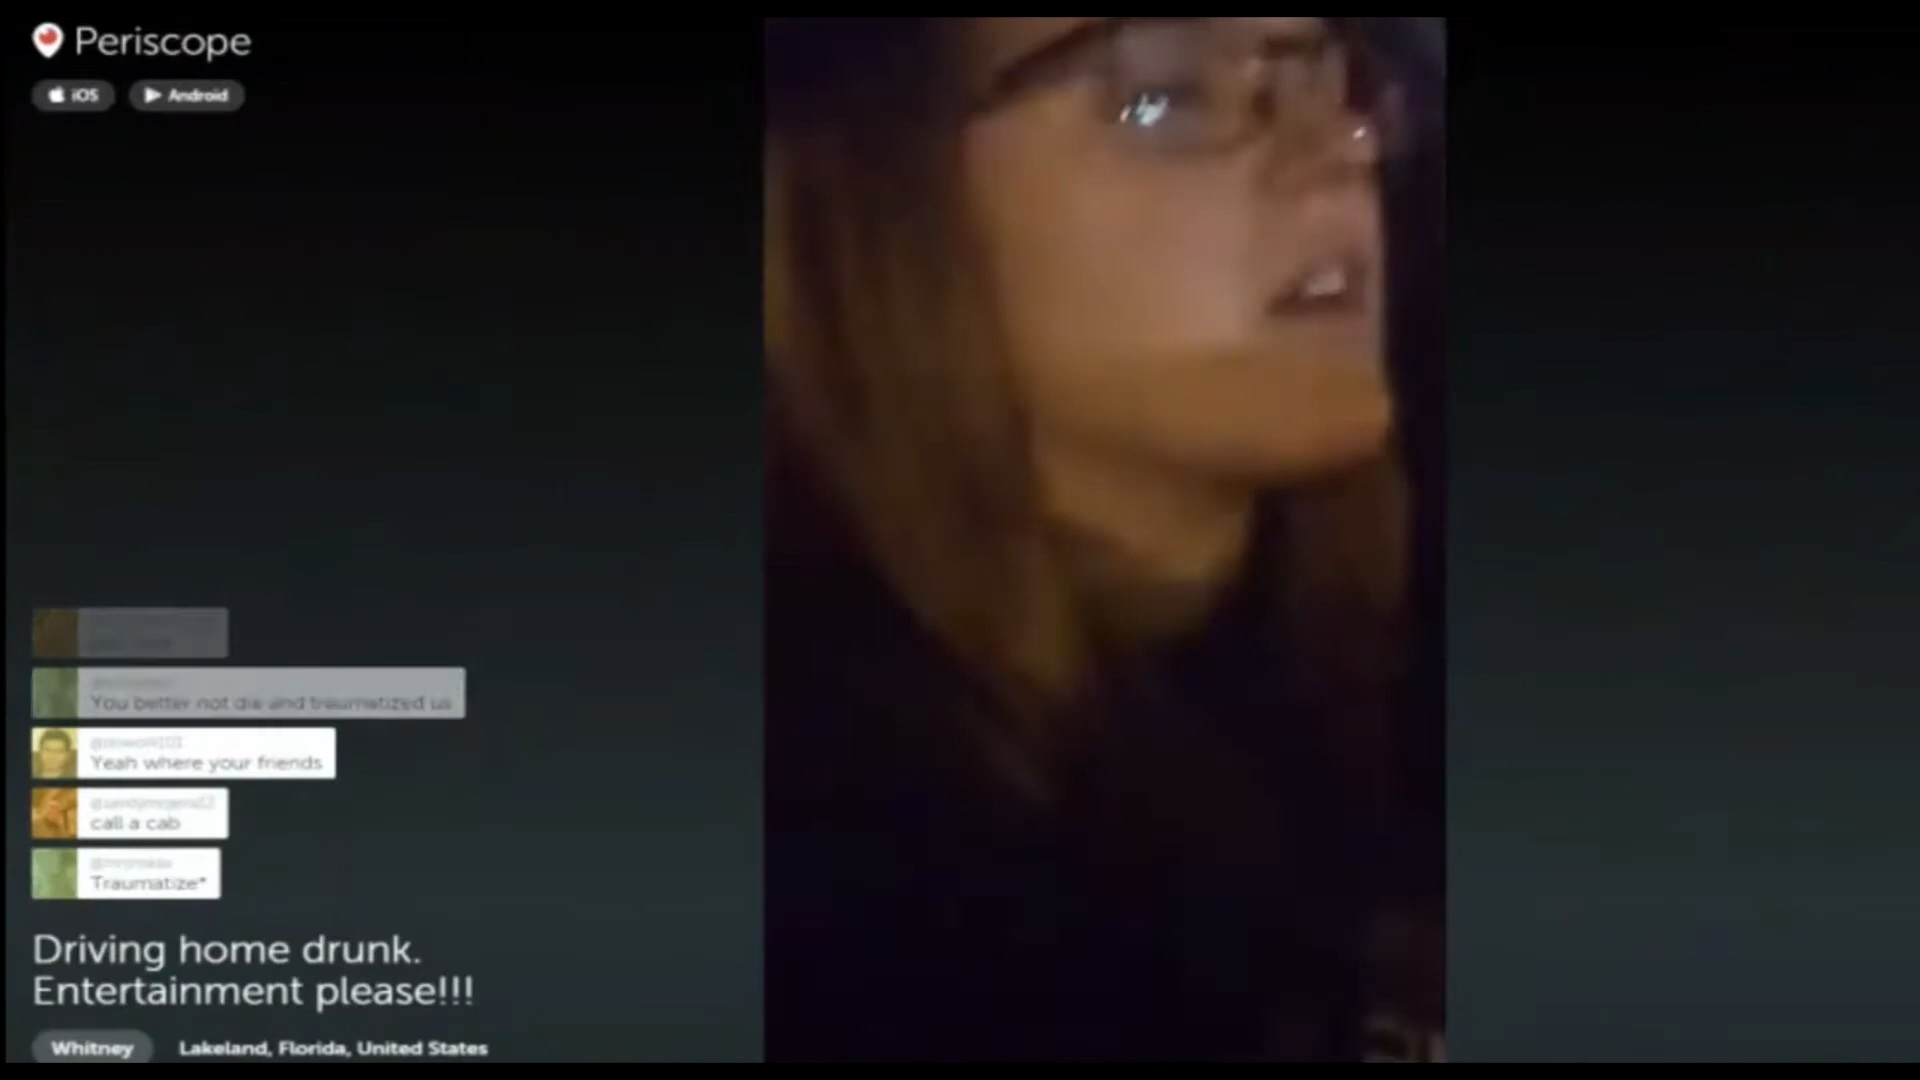 Periscope
iOS
Android
You better not die and traumatized us
Yeah where your friends
call a cab
Traumatize*
Driving home drunk.
Entertainment please!!!
Whitney
Lakeland, Florida, United States